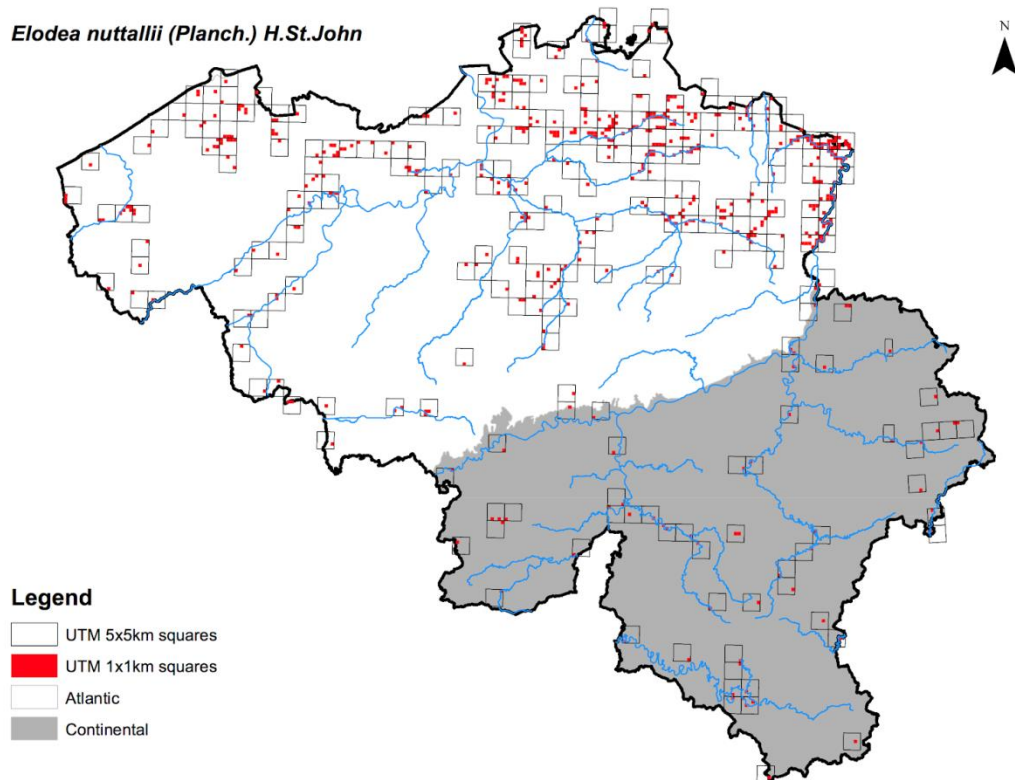 Elodea nuttallii (Planch.) H.St.John
N
Legend
UTM 5x5km squares
UTM 1x1km squares
Atlantic
Continental